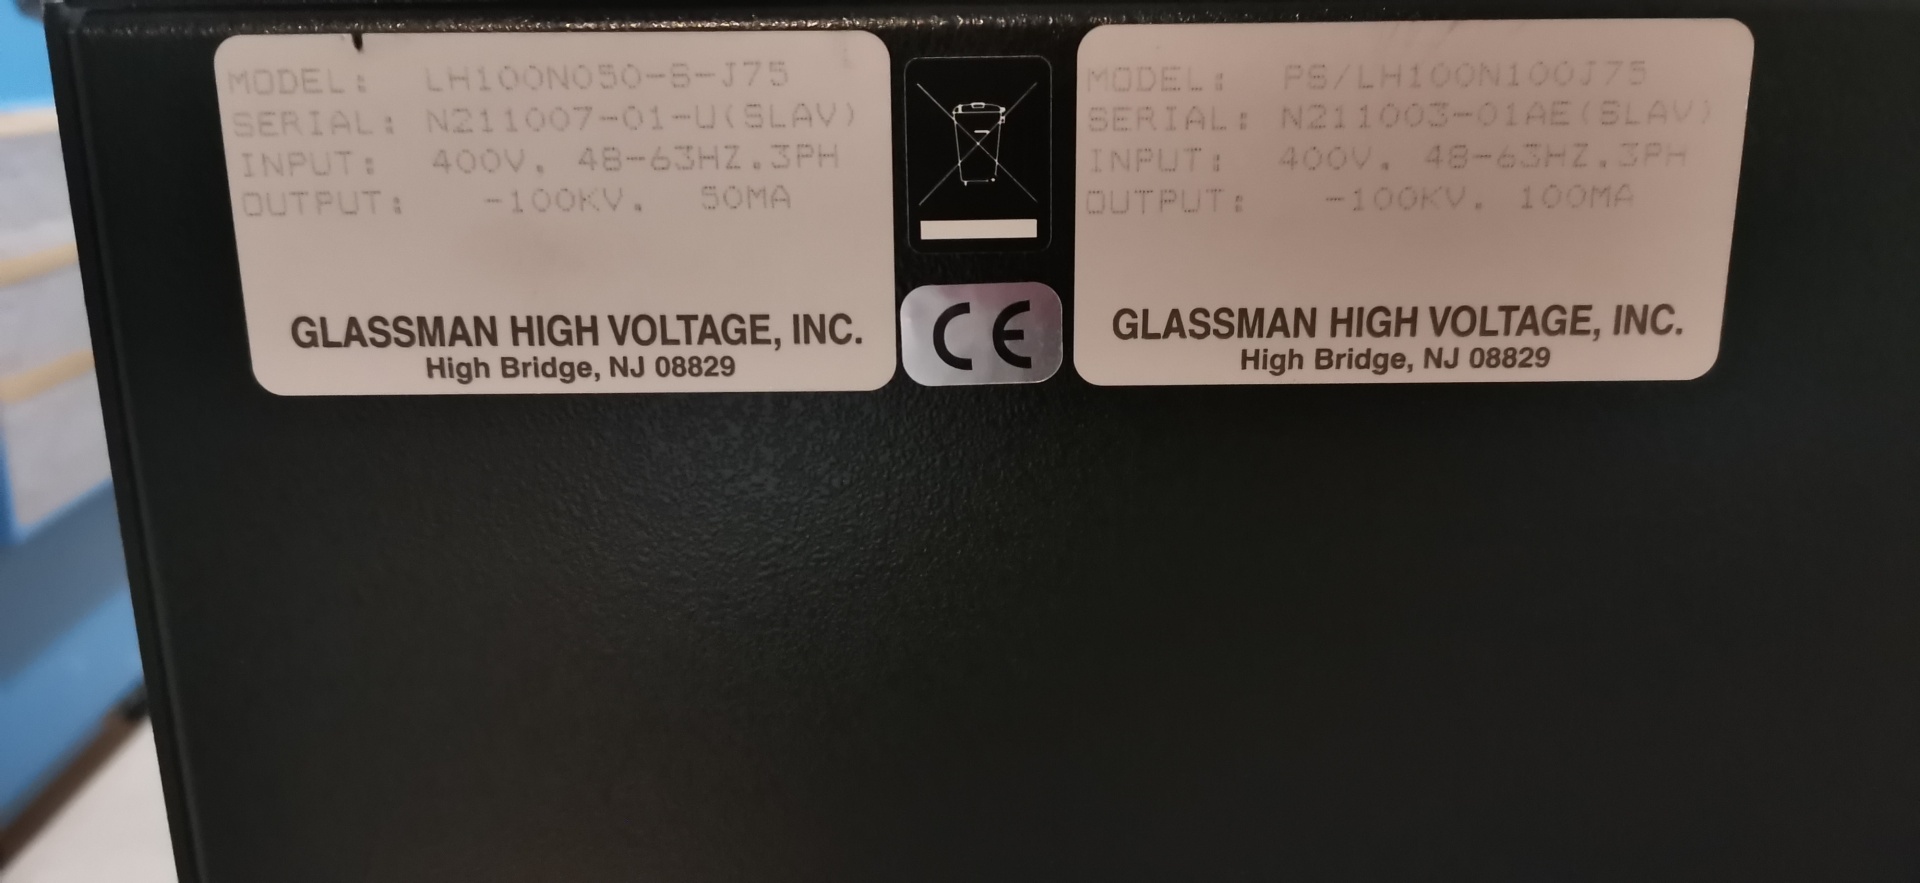 MODEL: LH100N050-S-J75
SERIAL: N211007-01-U(SLAV)
INPUT: 400V, 48-63HZ,3PH
OUTPUT: -100KV, 50MA
GLASSMAN HIGH VOLTAGE, INC.
High Bridge, NJ 08829
CE
MODEL: PS/LH100N100J75
SERIAL: N211003-01AE(SLAV)
INPUT: 400V, 48-63HZ,3PH
OUTPUT: -100KV, 100MA
GLASSMAN HIGH VOLTAGE, INC.
High Bridge, NJ 08829